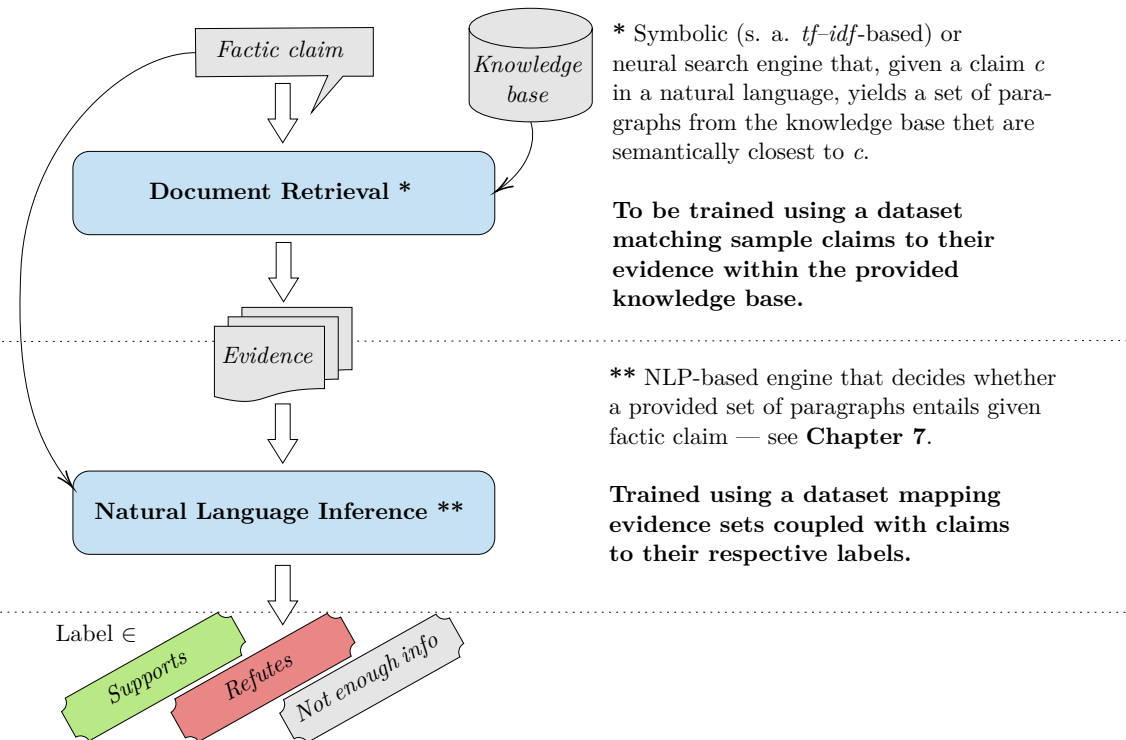 Factic claim
Knowledge
base
* Symbolic (s. a. tf–idf-based) or
neural search engine that, given a claim c
in a natural language, yields a set of para-
graphs from the knowledge base thet are
semantically closest to c.
Document Retrieval *
To be trained using a dataset
matching sample claims to their
evidence within the provided
knowledge base.
Evidence
** NLP-based engine that decides whether
a provided set of paragraphs entails given
factic claim — see Chapter 7.
Natural Language Inference **
Trained using a dataset mapping
evidence sets coupled with claims
to their respective labels.
Label ∈
Supports
Refutes
Not enough info